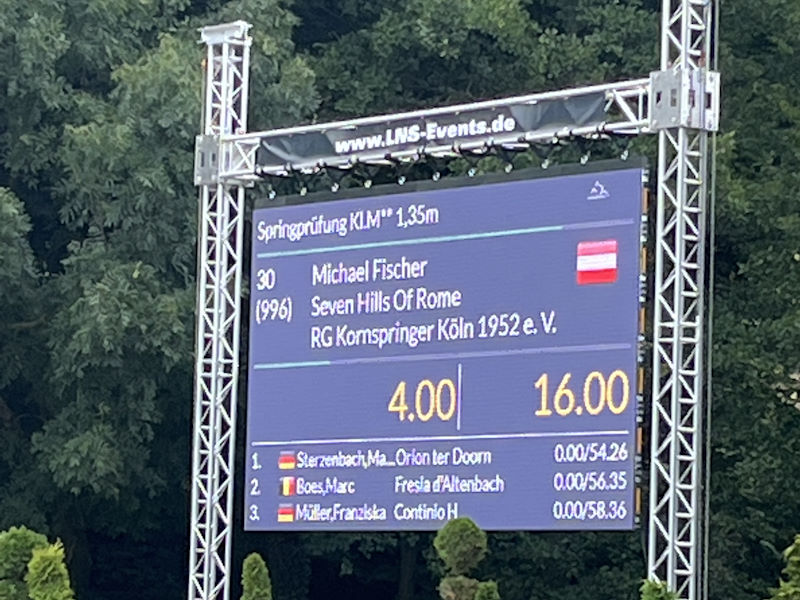 www.LNS-Events.de
Springprüfung Kl.M** 1,35m
30 Michael Fischer
(996) Seven Hills Of Rome
RG Kornspringer Köln 1952 e. V.
4.00 16.00
1. Sterzenbach,Ma... Orion ter Doorn 0.00/54.26
2. Boes,Marc Fresia d'Altenbach 0.00/56.35
3. Müller,Franziska Continio H 0.00/58.36